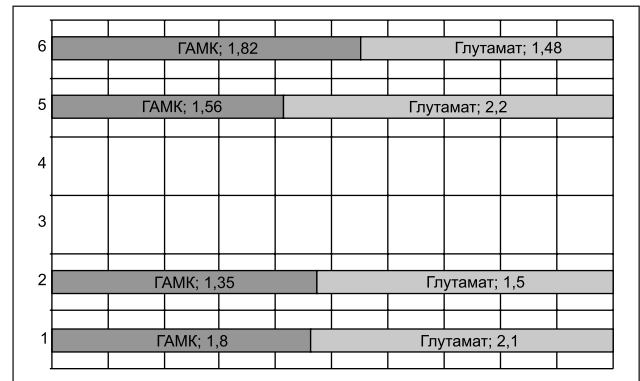 6 ГАМК; 1,82 Глутамат; 1,48
5 ГАМК; 1,56 Глутамат; 2,2
4
3
2 ГАМК; 1,35 Глутамат; 1,5
1 ГАМК; 1,8 Глутамат; 2,1